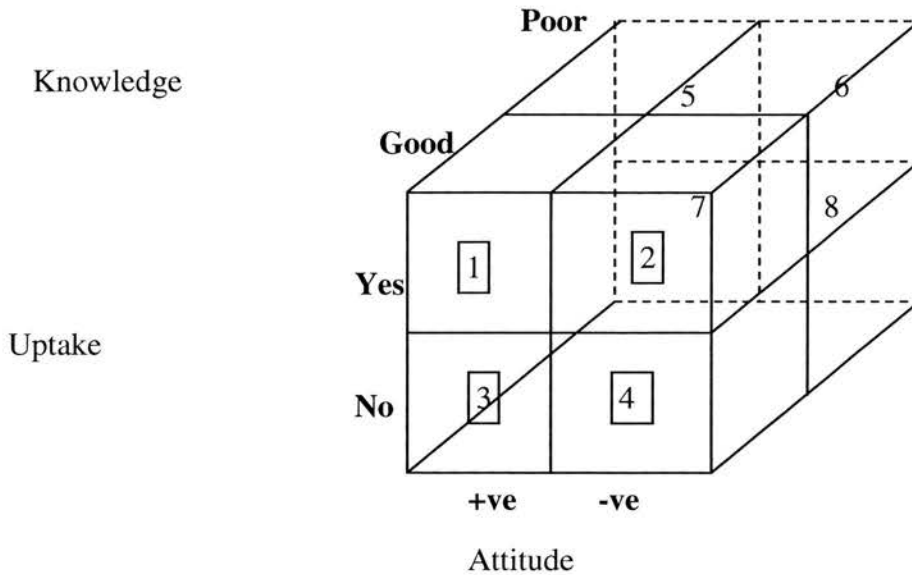 Poor
Knowledge
5
6
Good
7
8
1
2
Yes
Uptake
3
4
No
+ve
-ve
Attitude